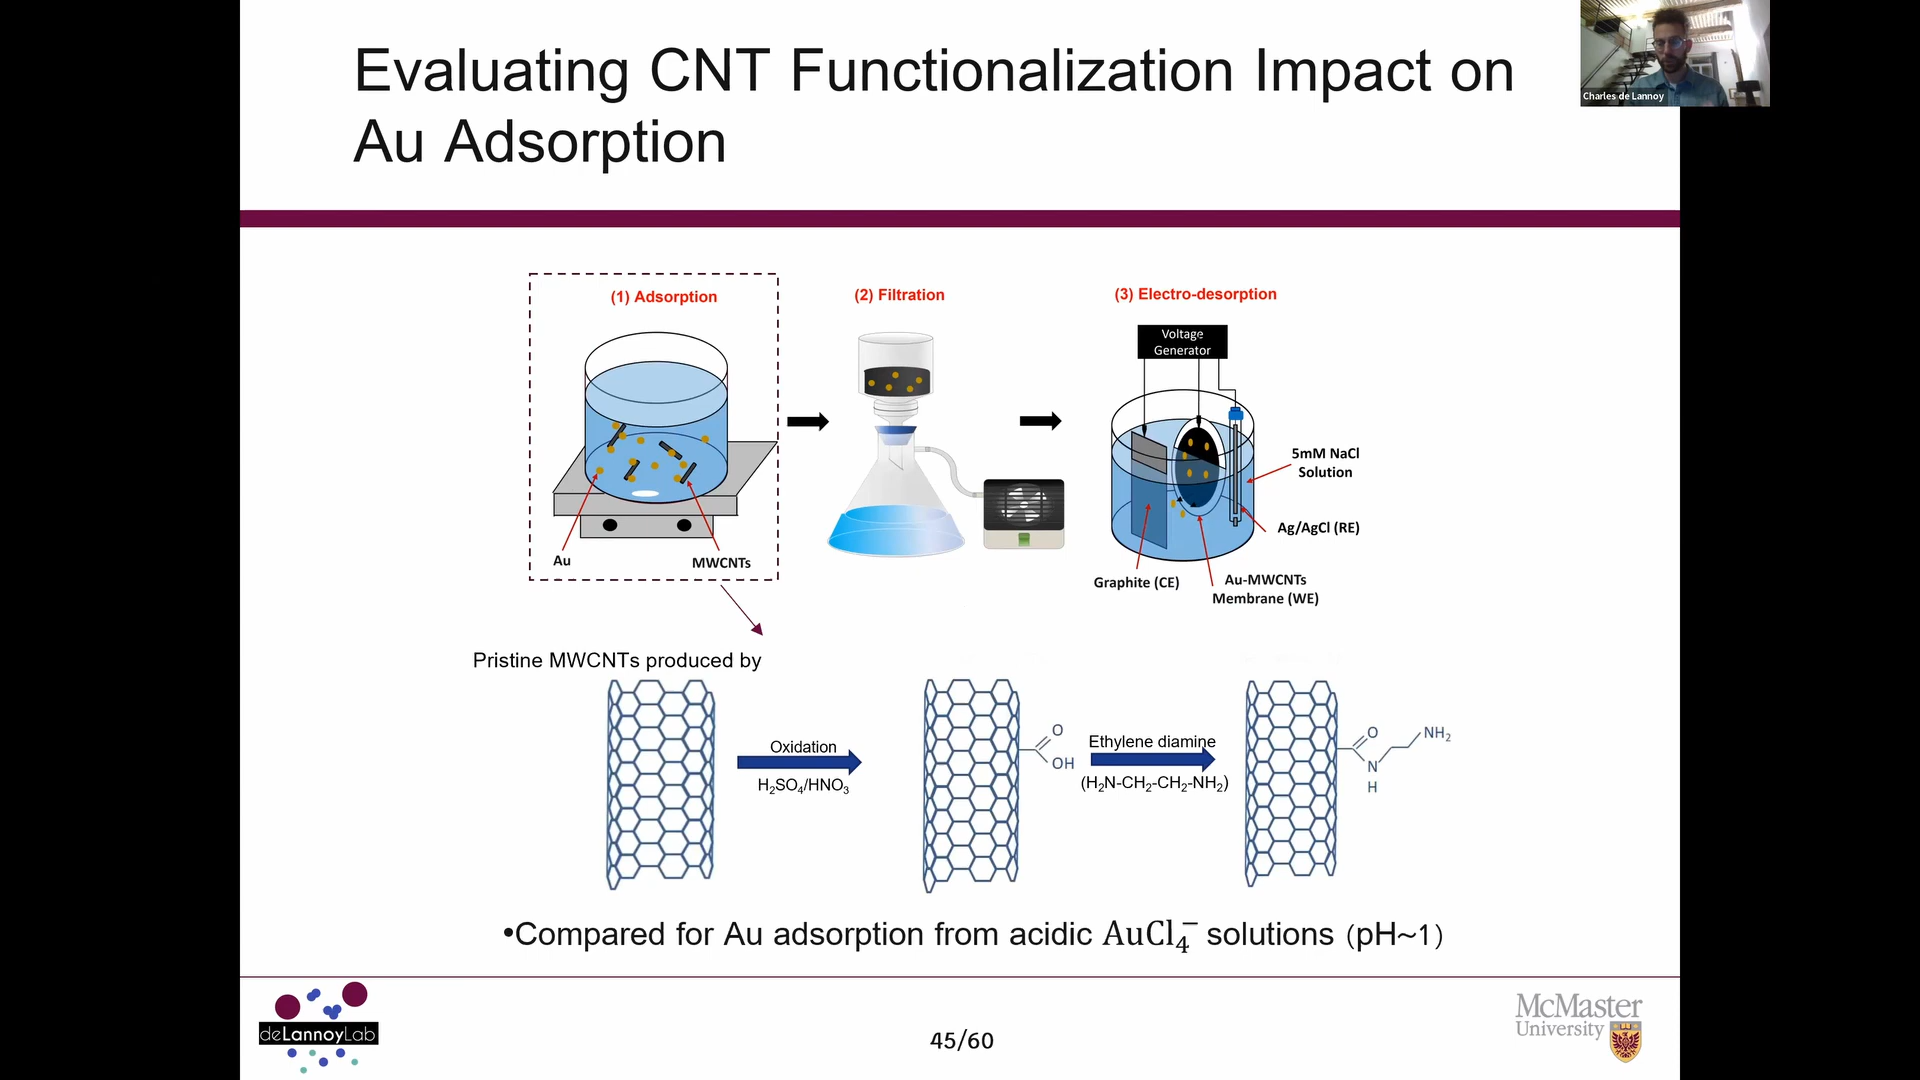 Evaluating CNT Functionalization Impact on
Au Adsorption
Charles de Lannoy
(1) Adsorption
(2) Filtration
(3) Electro-desorption
Voltage
Generator
5mM NaCl
Solution
Ag/AgCl (RE)
Au
MWCNTs
Graphite (CE)
Au-MWCNTs
Membrane (WE)
Pristine MWCNTs produced by
Oxidation
H₂SO₄/HNO₃
O
OH
Ethylene diamine
(H₂N-CH₂-CH₂-NH₂)
O
NH₂
N
H
•Compared for Au adsorption from acidic AuCl₄⁻ solutions (pH~1)
deLannoyLab
45/60
McMaster
University